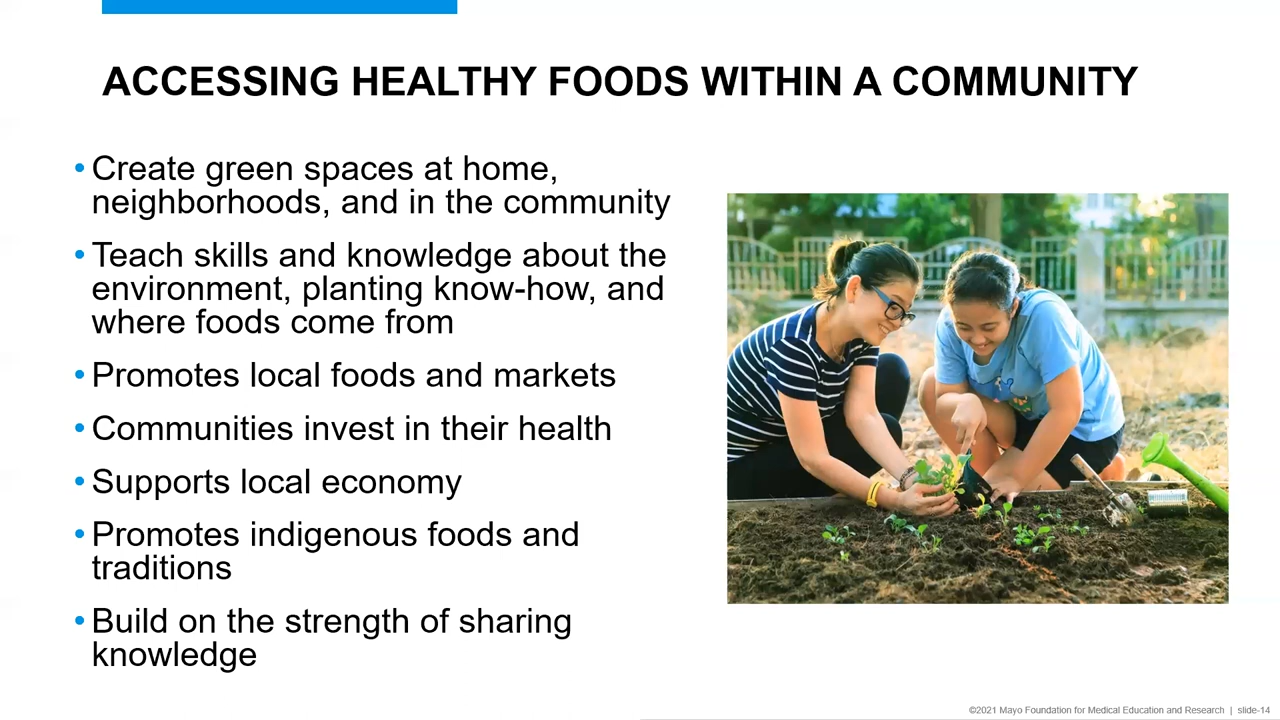 ACCESSING HEALTHY FOODS WITHIN A COMMUNITY
• Create green spaces at home,
neighborhoods, and in the community
• Teach skills and knowledge about the
environment, planting know-how, and
where foods come from
• Promotes local foods and markets
• Communities invest in their health
• Supports local economy
• Promotes indigenous foods and
traditions
• Build on the strength of sharing
knowledge
©2021 Mayo Foundation for Medical Education and Research | slide-14